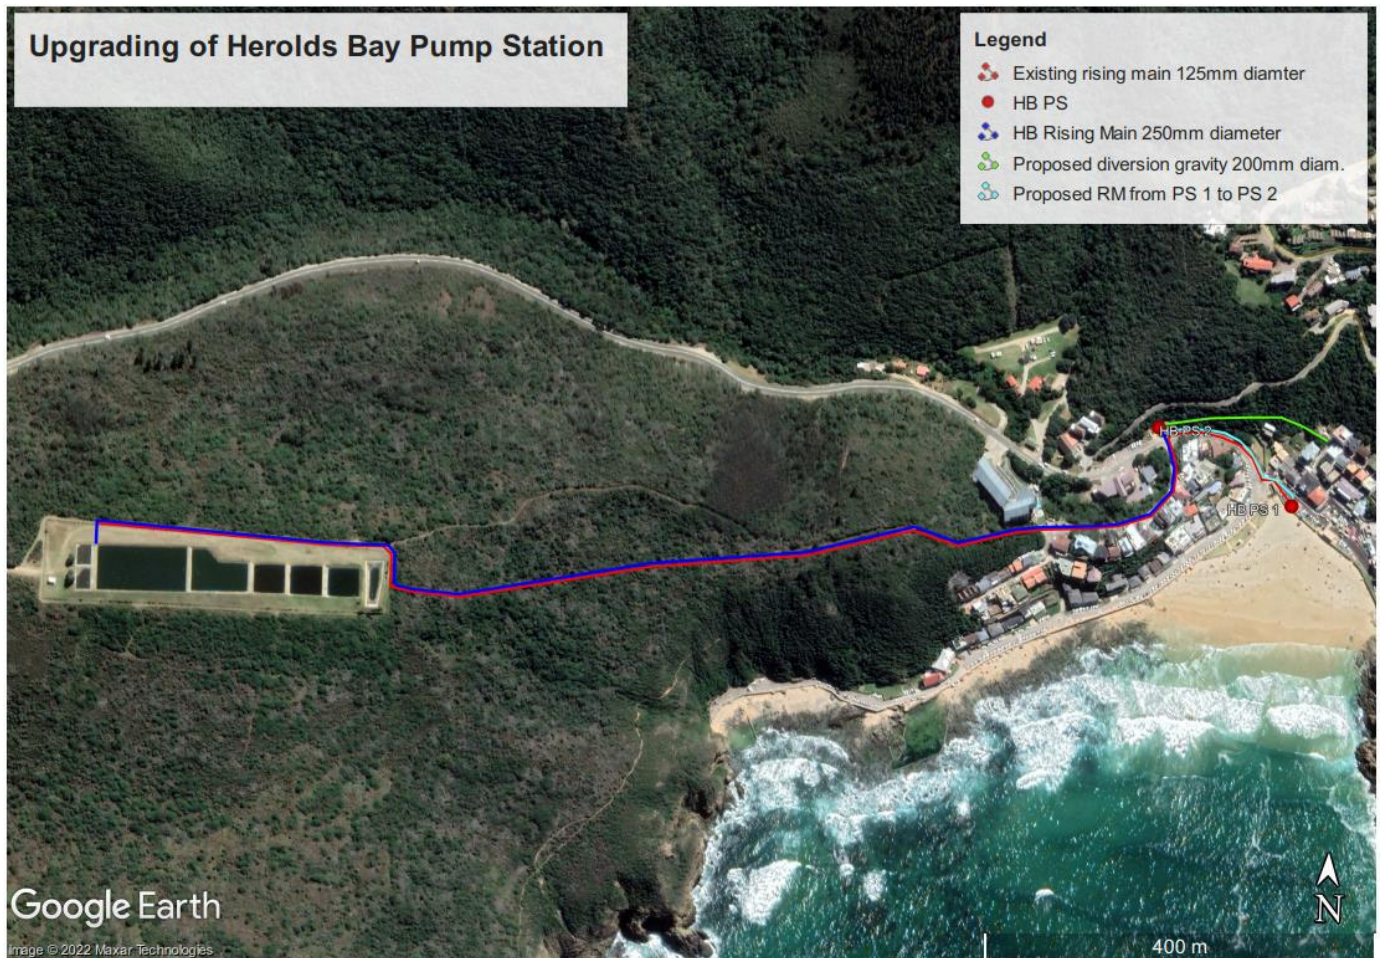 Upgrading of Herolds Bay Pump Station
Legend
Existing rising main 125mm diamter
HB PS
HB Rising Main 250mm diameter
Proposed diversion gravity 200mm diam.
Proposed RM from PS 1 to PS 2
HB PS 2
HB PS 1
Google Earth
Image © 2022 Maxar Technologies
N
400 m